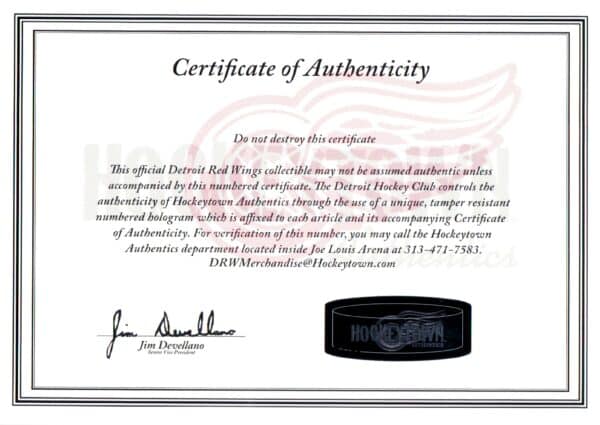 Certificate of Authenticity
Do not destroy this certificate
This official Detroit Red Wings collectible may not be assumed authentic unless
accompanied by this numbered certificate. The Detroit Hockey Club controls the
authenticity of Hockeytown Authentics through the use of a unique, tamper resistant
numbered hologram which is affixed to each article and its acompanying Certificate
of Authenticity. For verification of this number, you may call the Hockeytown
Authentics department located inside Joe Louis Arena at 313-471-7583.
DRWMerchandise@Hockeytown.com
HOCKEYTOWN
Authentics
Jim Devellano
Jim Devellano
Senior Vice President
HOCKEYTOWN
AUTHENTICS